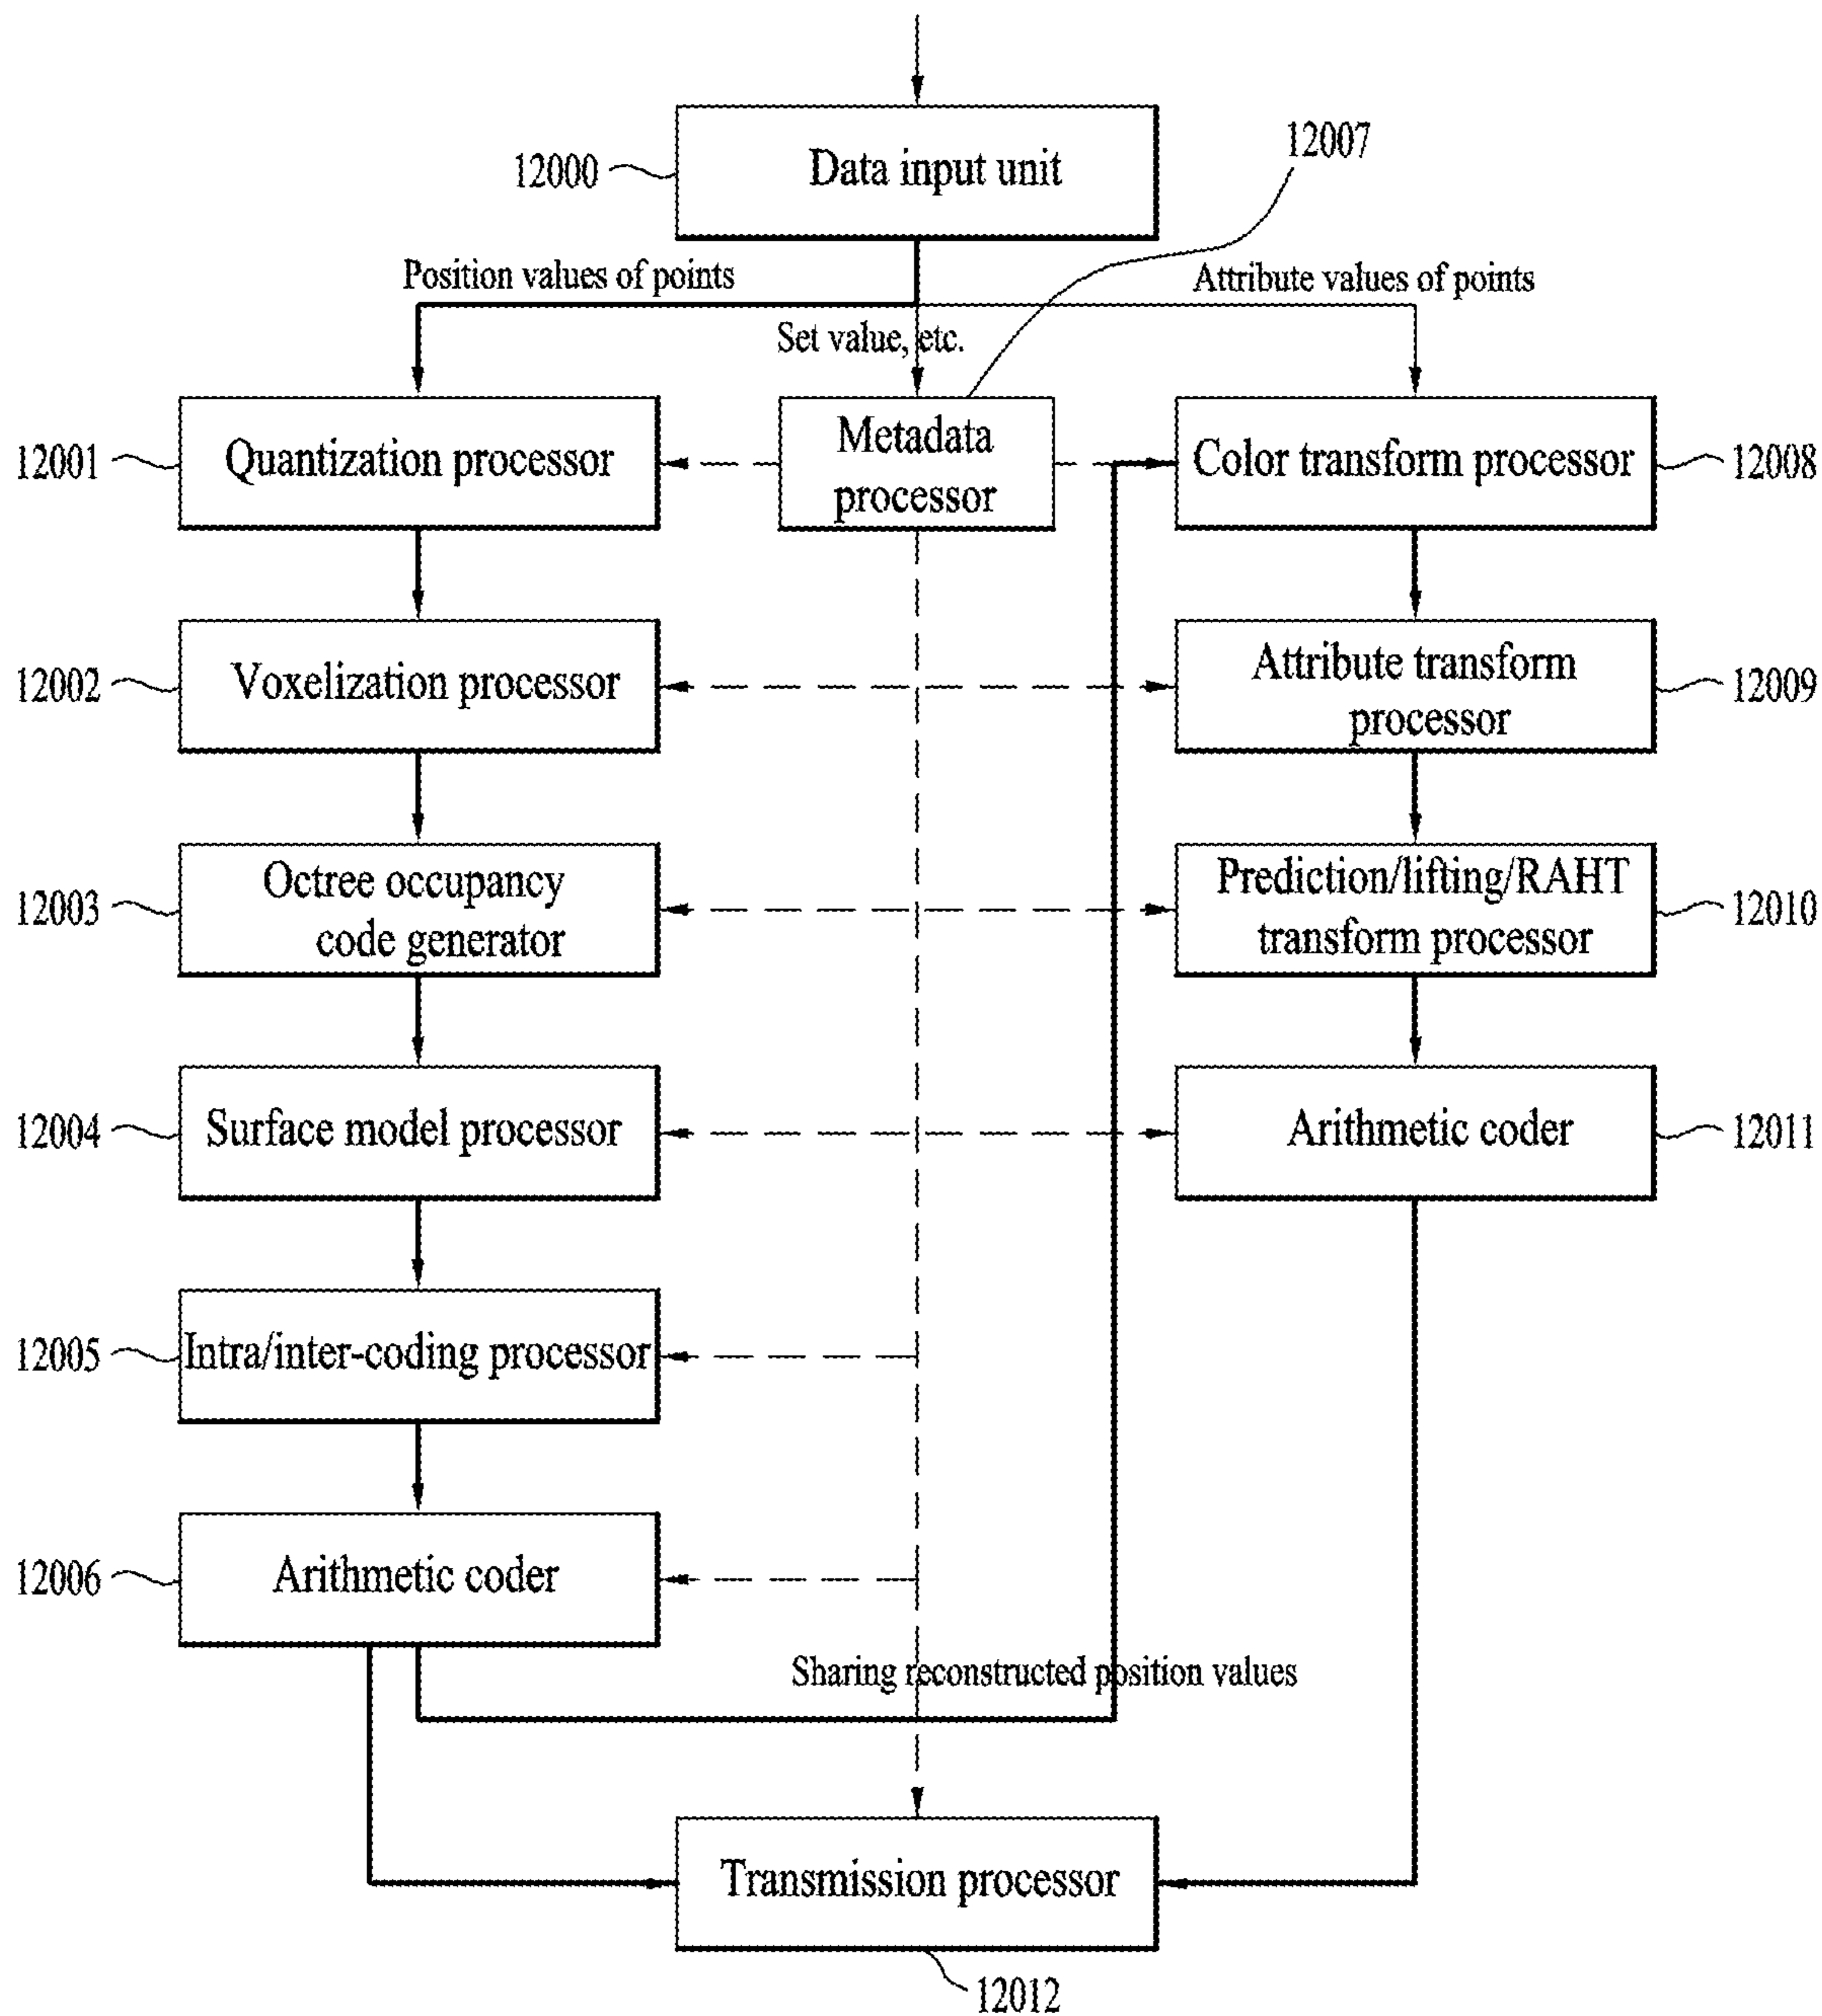 12000
Data input unit
12007
Position values of points
Attribute values of points
Set value, etc.
12001
Quantization processor
Metadata
processor
Color transform processor
12008
12002
Voxelization processor
Attribute transform
processor
12009
12003
Octree occupancy
code generator
Prediction/lifting/RAHT
transform processor
12010
12004
Surface model processor
Arithmetic coder
12011
12005
Intra/inter-coding processor
12006
Arithmetic coder
Sharing reconstructed position values
Transmission processor
12012